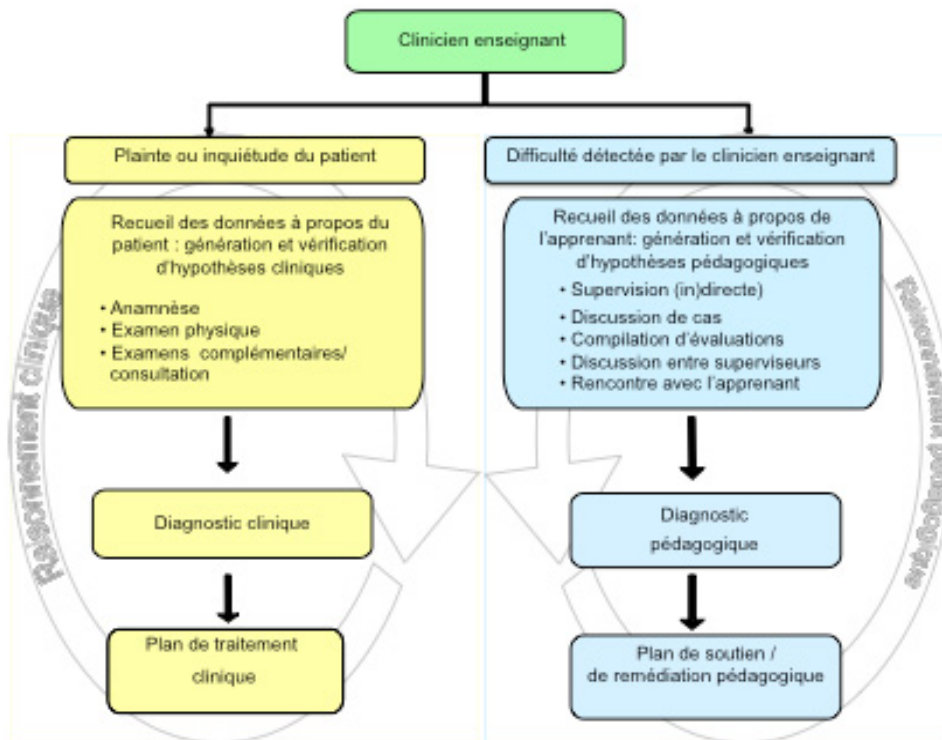 Clinicien enseignant
Plainte ou inquiétude du patient
Recueil des données à propos du
patient : génération et vérification
d'hypothèses cliniques
• Anamnèse
• Examen physique
• Examens complémentaires/
consultation
Diagnostic clinique
Plan de traitement
clinique
Raisonnement clinique
Difficulté détectée par le clinicien enseignant
Recueil des données à propos de
l'apprenant: génération et vérification
d'hypothèses pédagogiques
• Supervision (in)directe)
• Discussion de cas
• Compilation d'évaluations
• Discussion entre superviseurs
• Rencontre avec l'apprenant
Diagnostic
pédagogique
Plan de soutien /
de remédiation pédagogique
Raisonnement pédagogique